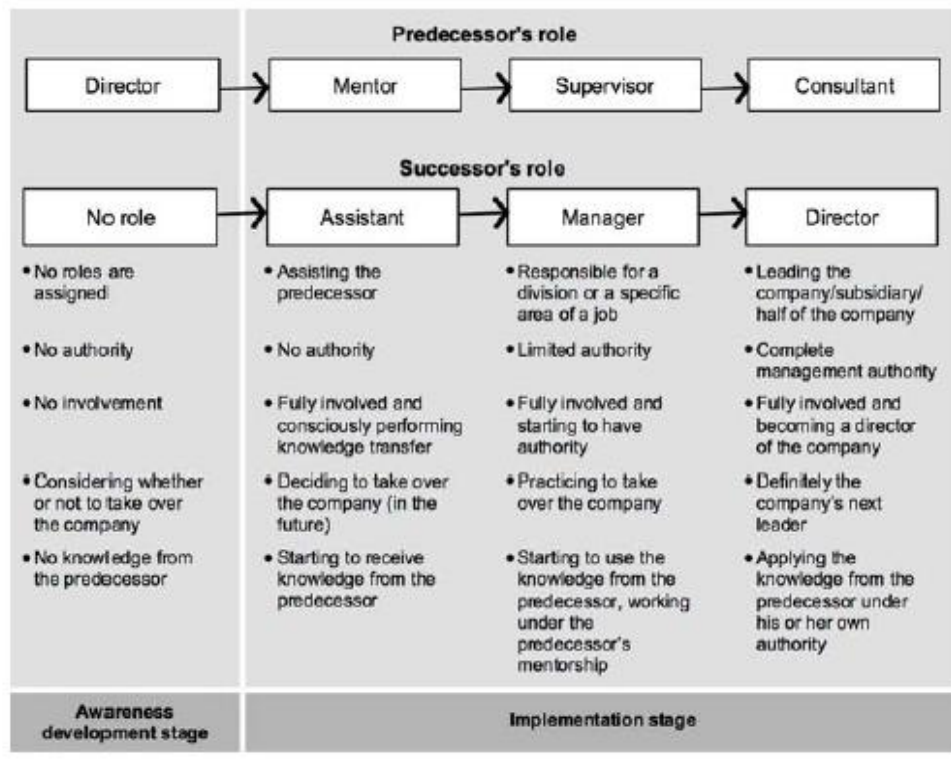 Predecessor's role
Director
Mentor
Supervisor
Consultant
Successor's role
No role
Assistant
Manager
Director
• No roles are
assigned
• No authority
• No involvement
• Considering whether
or not to take over
the company
• No knowledge from
the predecessor
• Assisting the
predecessor
• No authority
• Fully involved and
consciously performing
knowledge transfer
• Deciding to take over
the company (in the
future)
• Starting to receive
knowledge from the
predecessor
• Responsible for a
division or a specific
area of a job
• Limited authority
• Fully involved and
starting to have
authority
• Practicing to take
over the company
• Starting to use the
knowledge from the
predecessor, working
under the
predecessor's
mentorship
• Leading the
company/subsidiary/
half of the company
• Complete
management authority
• Fully involved and
becoming a director
of the company
• Definitely the
company's next
leader
• Applying the
knowledge from the
predecessor under
his or her own
authority
Awareness
development stage
Implementation stage